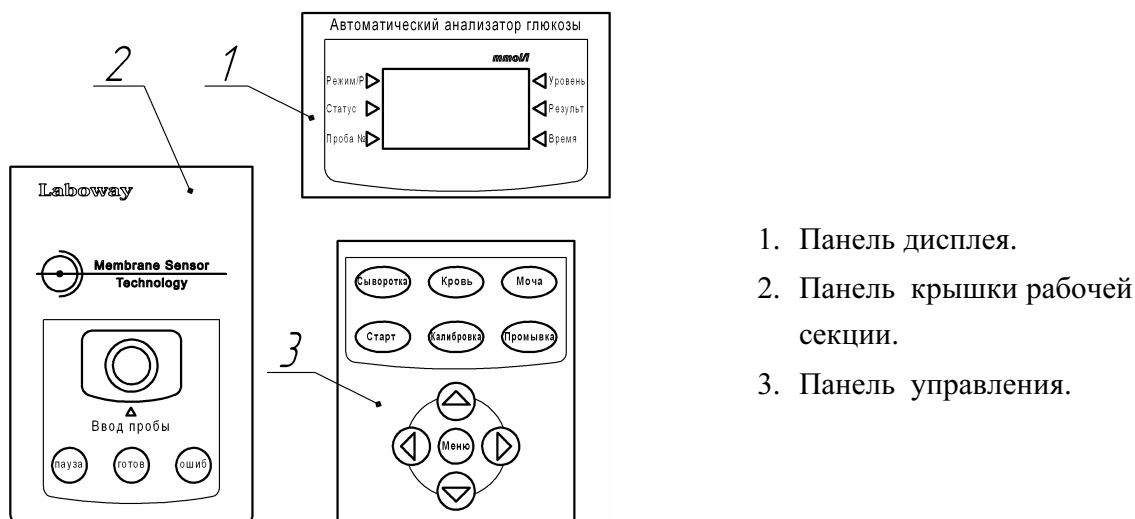 Автоматический анализатор глюкозы
mmol/l
Режим/Р
Уровень
Статус
Результ
Проба №
Время
1
2
Laboway
Membrane Sensor
Technology
Ввод пробы
пауза готов ошиб
3
Сыворотка Кровь Моча
Старт Калибровка Промывка
Меню
1. Панель дисплея.
2. Панель крышки рабочей
секции.
3. Панель управления.